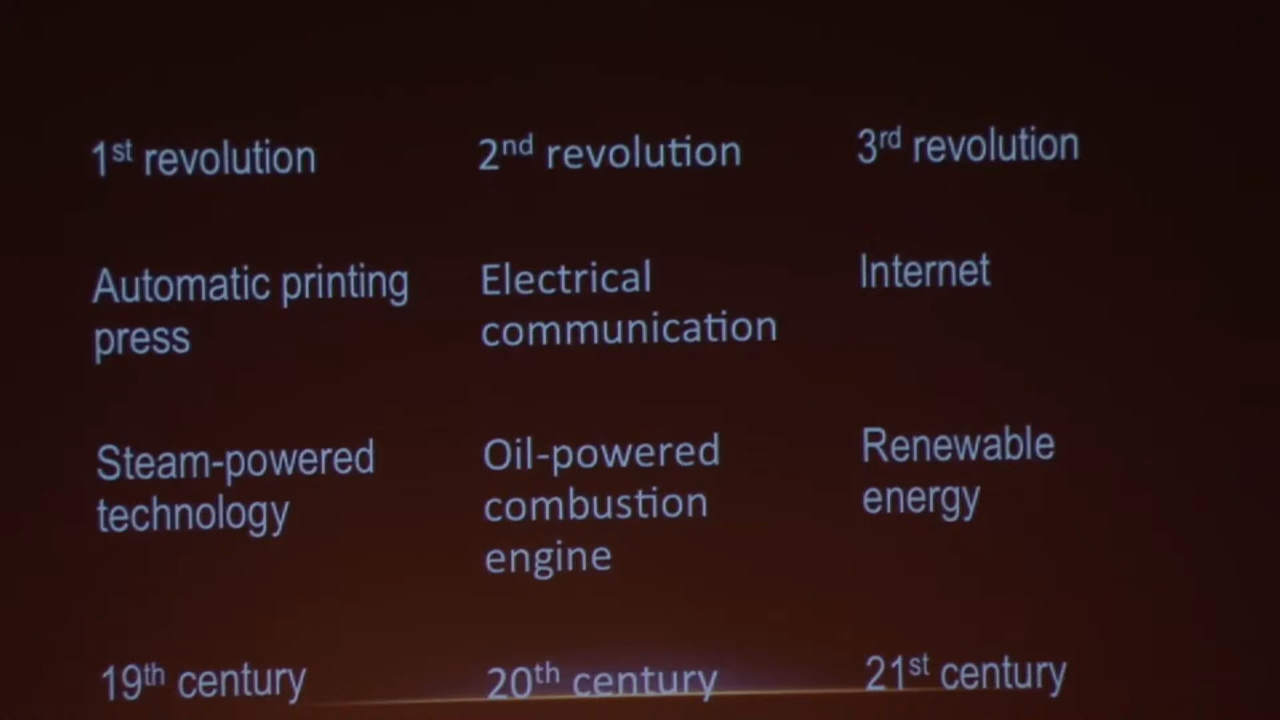 1st revolution
2nd revolution
3rd revolution
Automatic printing
press
Electrical
communication
Internet
Steam-powered
technology
Oil-powered
combustion
engine
Renewable
energy
19th century
20th century
21st century